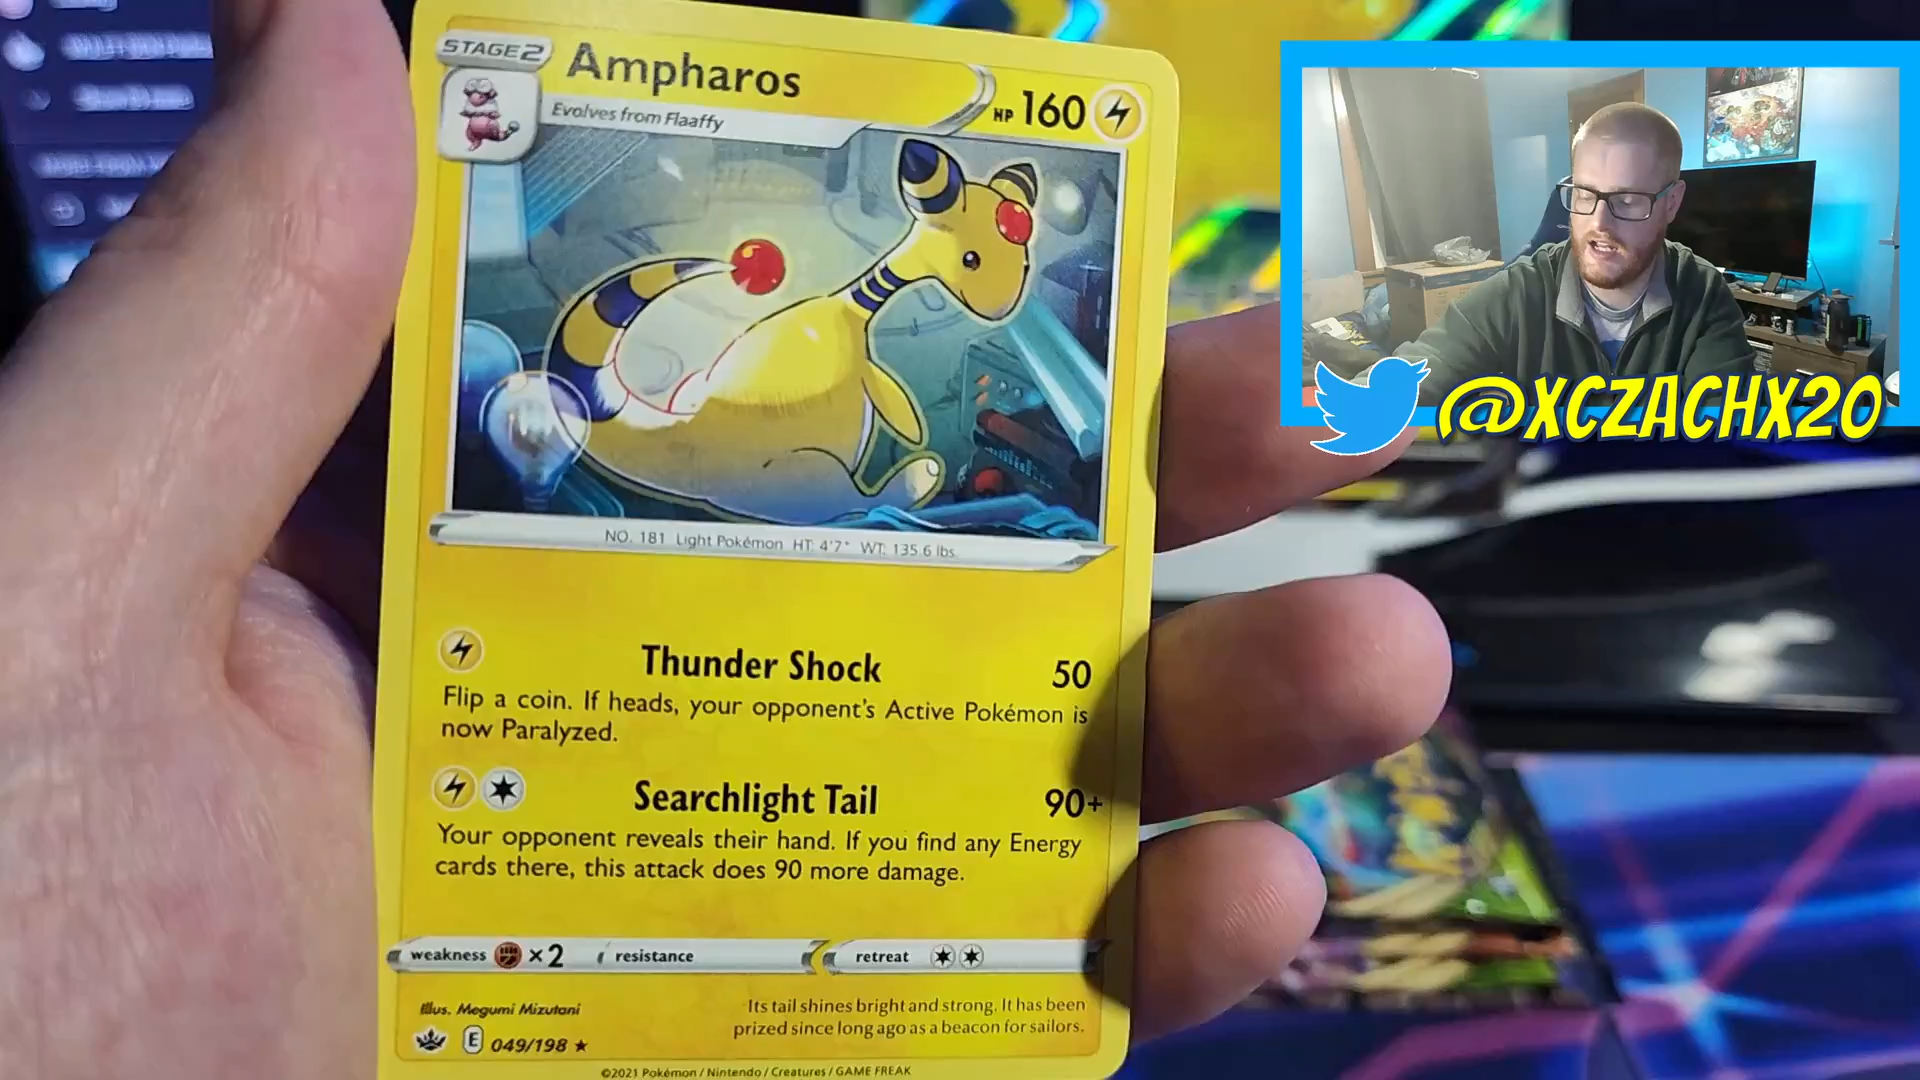 STAGE2
Ampharos
Evolves from Flaaffy
HP 160
@XCZACHX20
NO. 181 Light Pokémon HT: 4'7" WT: 135.6 lbs.
Thunder Shock 50
Flip a coin. If heads, your opponent's Active Pokémon is
now Paralyzed.
Searchlight Tail 90+
Your opponent reveals their hand. If you find any Energy
cards there, this attack does 90 more damage.
weakness ×2 resistance retreat
Illus. Megumi Mizutani
Its tail shines bright and strong. It has been
prized since long ago as a beacon for sailors.
E 049/198 ★
©2021 Pokémon / Nintendo / Creatures / GAME FREAK